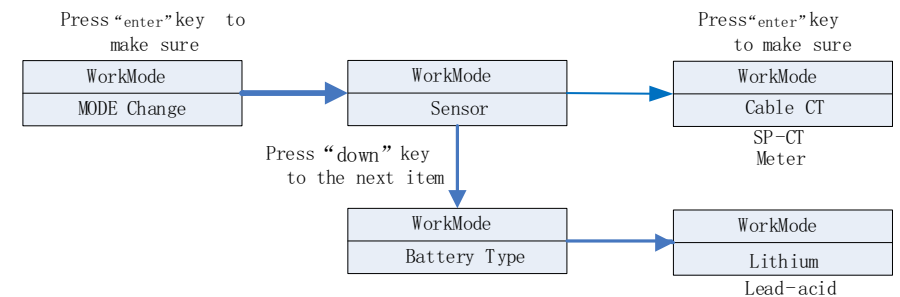 Press“enter”key to
make sure
WorkMode
MODE Change
WorkMode
Sensor
Press“enter”key
to make sure
WorkMode
Cable CT
SP-CT
Meter
Press “down” key
to the next item
WorkMode
Battery Type
WorkMode
Lithium
Lead-acid